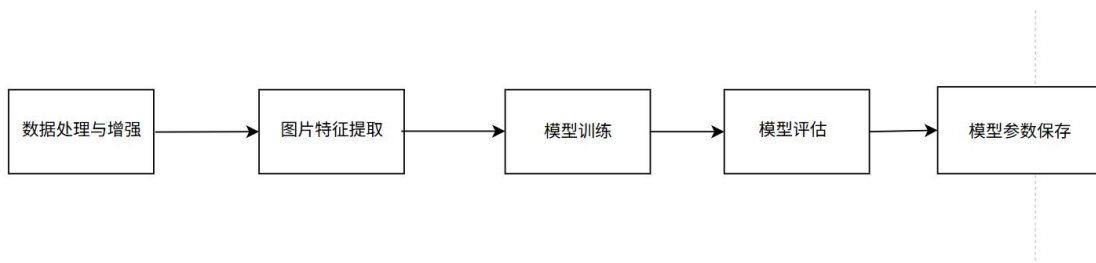 数据处理与增强
图片特征提取
模型训练
模型评估
模型参数保存